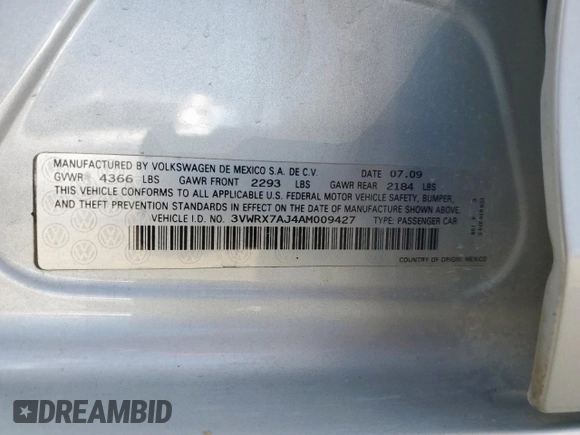 MANUFACTURED BY VOLKSWAGEN DE MEXICO S.A. DE C.V. DATE 07.09
GVWR 4366 LBS GAWR FRONT 2293 LBS GAWR REAR 2184 LBS
THIS VEHICLE CONFORMS TO ALL APPLICABLE U.S. FEDERAL MOTOR VEHICLE SAFETY, BUMPER,
AND THEFT PREVENTION STANDARDS IN EFFECT ON THE DATE OF MANUFACTURE SHOWN ABOVE.
VEHICLE I.D. NO. 3VWRX7AJ4AM009427 TYPE: PASSENGER CAR
COUNTRY OF ORIGIN: MEXICO
DREAMBID